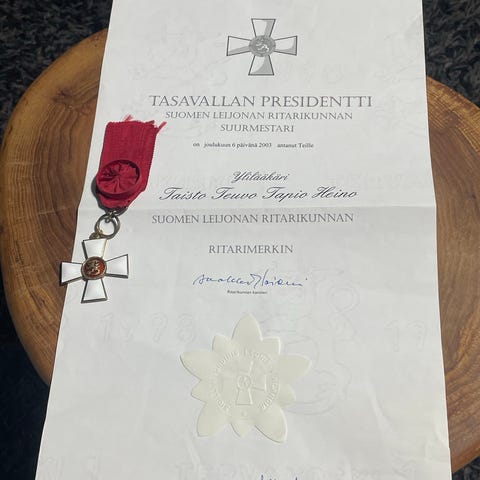 TASAVALLAN PRESIDENTTI
SUOMEN LEIJONAN RITARIKUNNAN
SUURMESTARI
on joulukuun 6 päivänä 2003 antanut Teille
Ylilääkäri
Taisto Teuvo Tapio Heino
SUOMEN LEIJONAN RITARIKUNNAN
RITARIMERKIN
Ritarikunnan kansleri